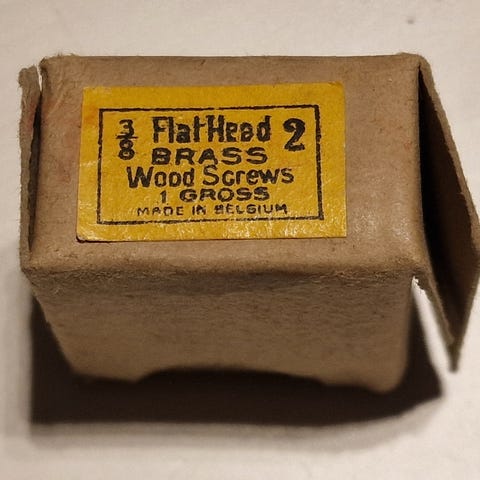 3/8 Flat Head 2
BRASS
Wood Screws
1 GROSS
MADE IN BELGIUM